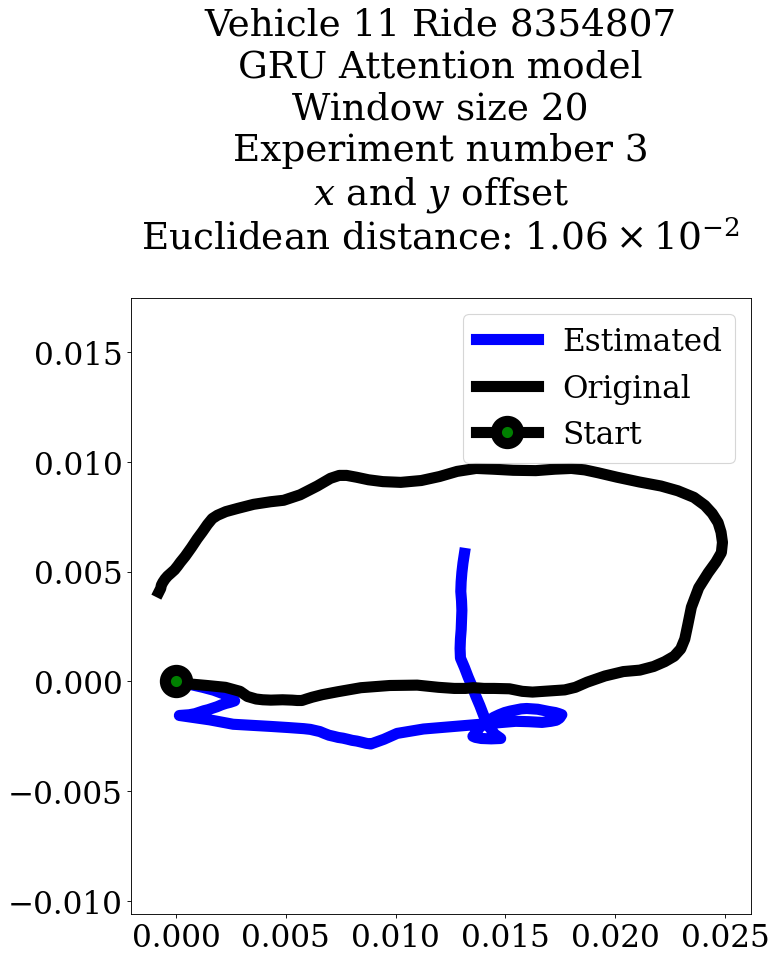 Vehicle 11 Ride 8354807
GRU Attention model
Window size 20
Experiment number 3
x and y offset
Euclidean distance: 1.06 × 10⁻²
Estimated
Original
Start
0.015
0.010
0.005
0.000
−0.005
−0.010
0.000 0.005 0.010 0.015 0.020 0.025